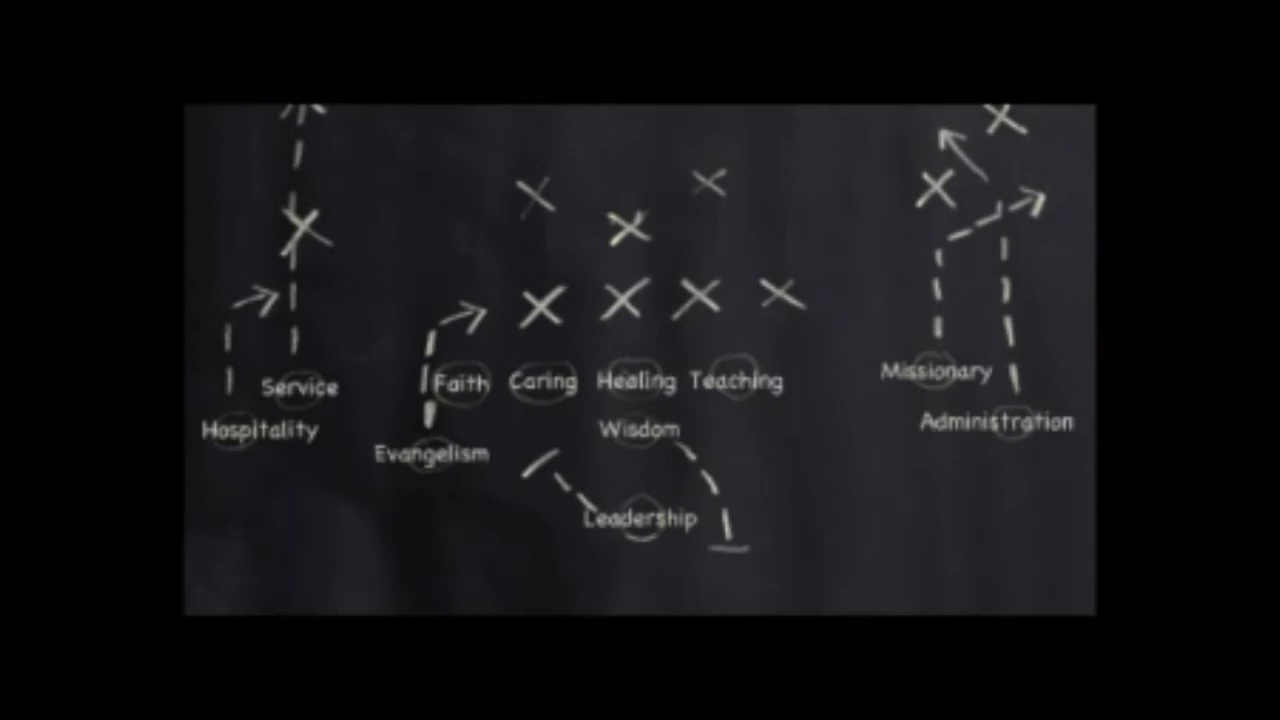 Service
Hospitality
Faith Caring Healing Teaching
Wisdom
Evangelism
Leadership
Missionary
Administration